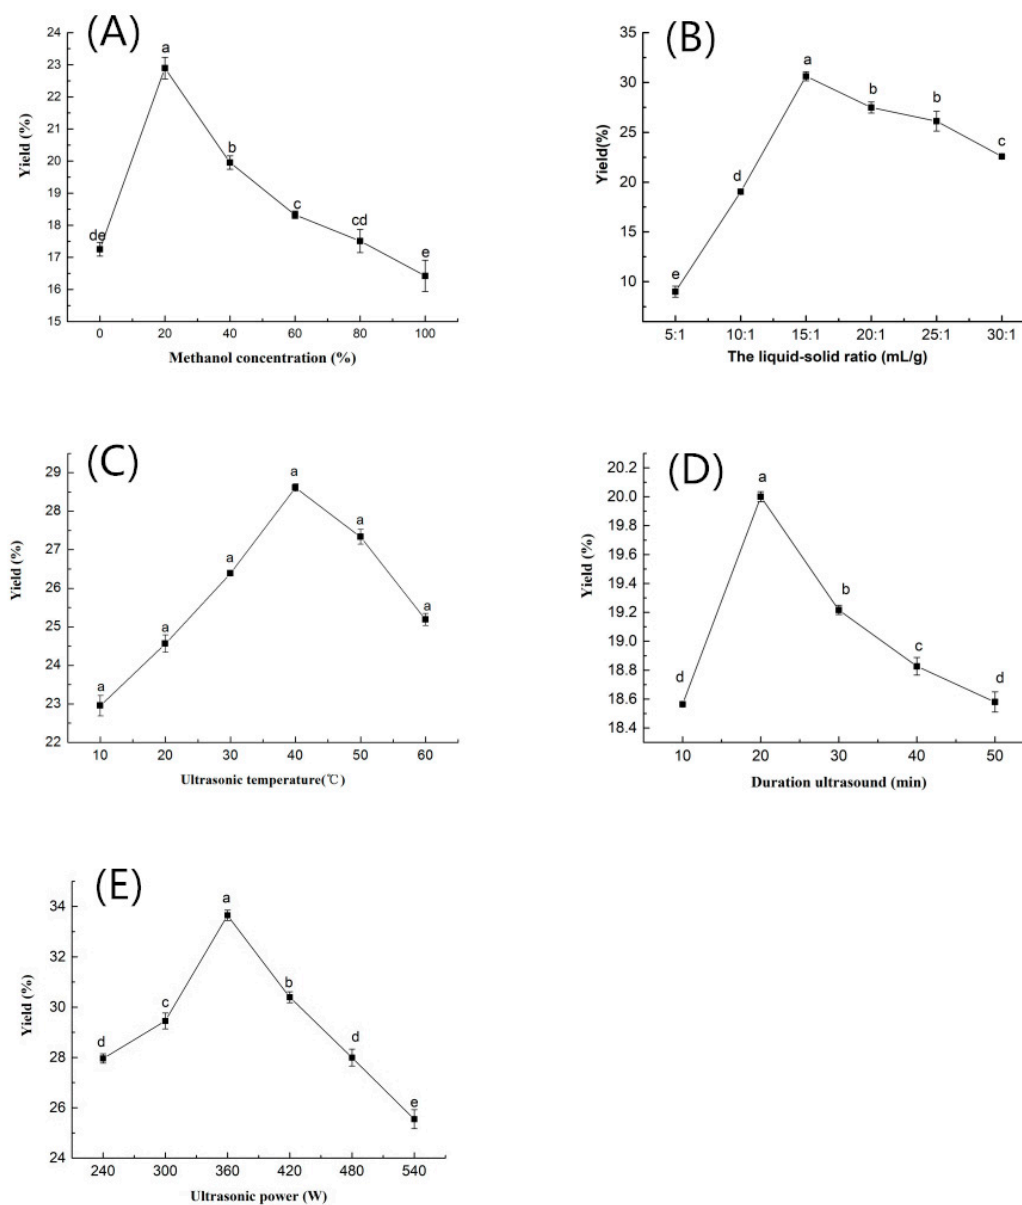 (A)
a
b
c
cd
de
e
Yield (%)
24
23
22
21
20
19
18
17
16
15
0 20 40 60 80 100
Methanol concentration (%)
(B)
a
b
b
c
d
e
Yield(%)
35
30
25
20
15
10
5:1 10:1 15:1 20:1 25:1 30:1
The liquid-solid ratio (mL/g)
(C)
a
a
a
a
a
a
Yield (%)
29
28
27
26
25
24
23
22
10 20 30 40 50 60
Ultrasonic temperature(℃)
(D)
a
b
c
d
d
Yield (%)
20.2
20.0
19.8
19.6
19.4
19.2
19.0
18.8
18.6
18.4
10 20 30 40 50
Duration ultrasound (min)
(E)
a
b
c
d
d
e
Yield (%)
34
32
30
28
26
24
240 300 360 420 480 540
Ultrasonic power (W)